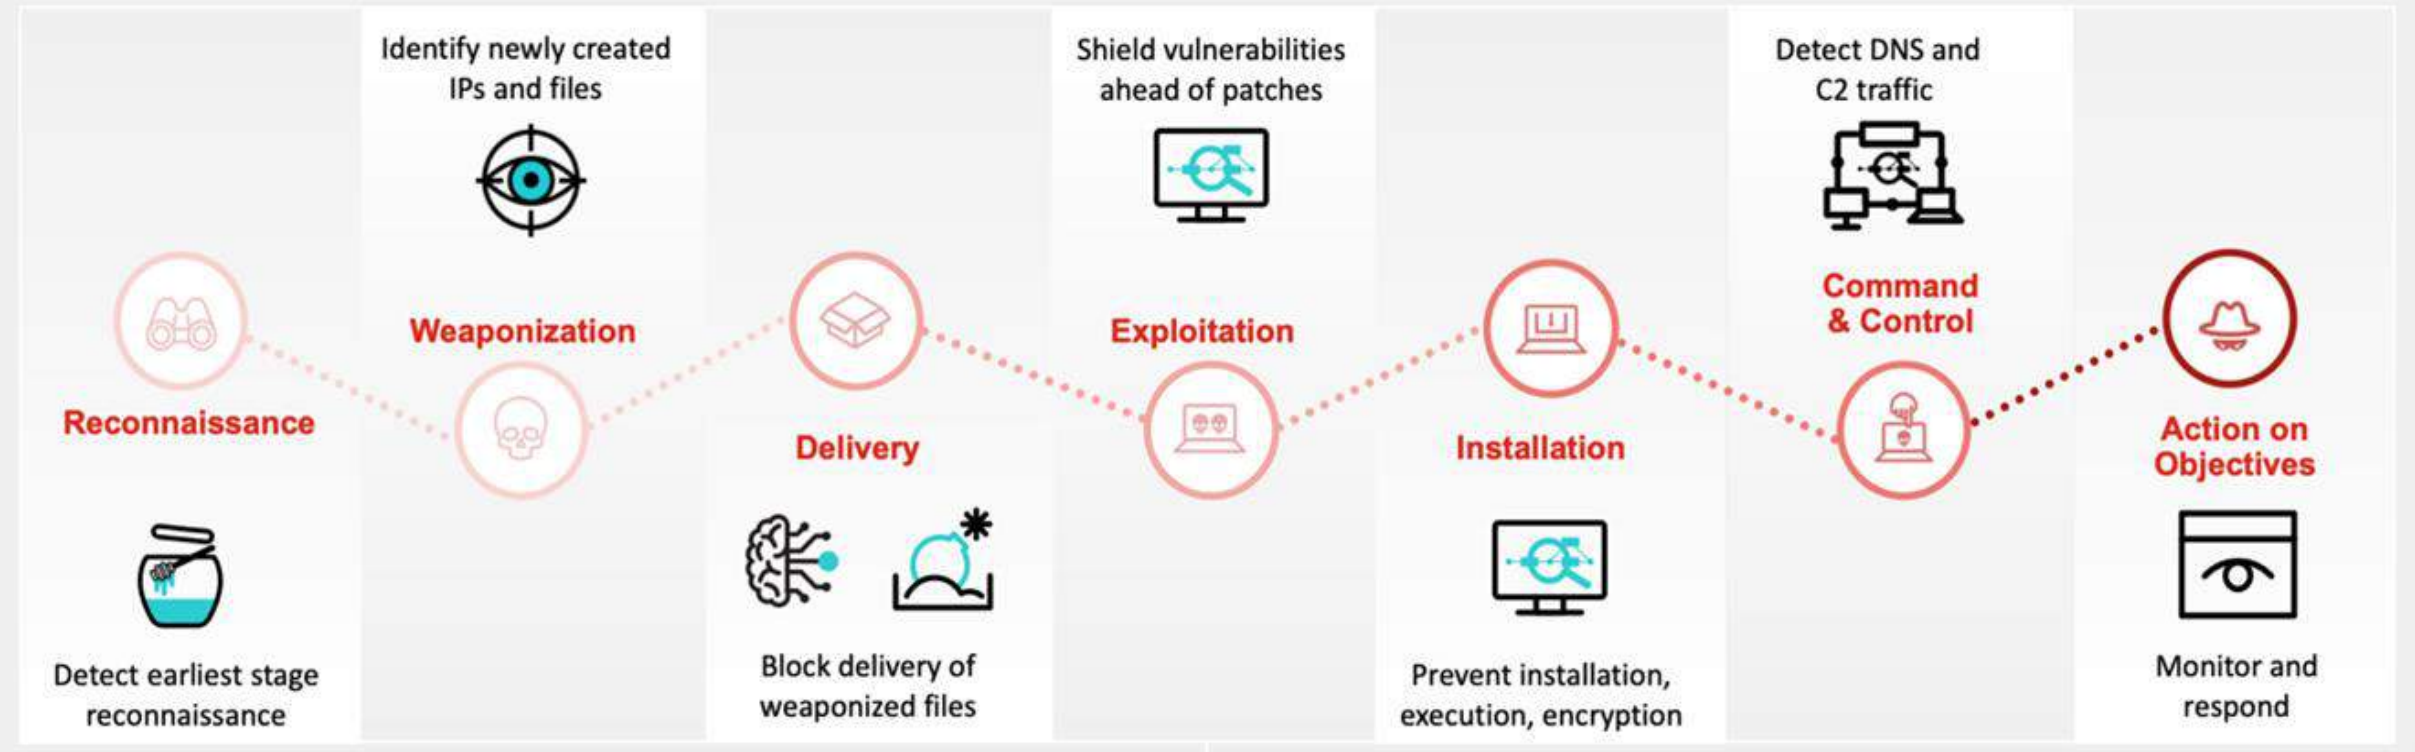 Reconnaissance
Detect earliest stage
reconnaissance
Identify newly created
IPs and files
Weaponization
Delivery
Block delivery of
weaponized files
Shield vulnerabilities
ahead of patches
Exploitation
Installation
Prevent installation,
execution, encryption
Detect DNS and
C2 traffic
Command
& Control
Action on
Objectives
Monitor and
respond